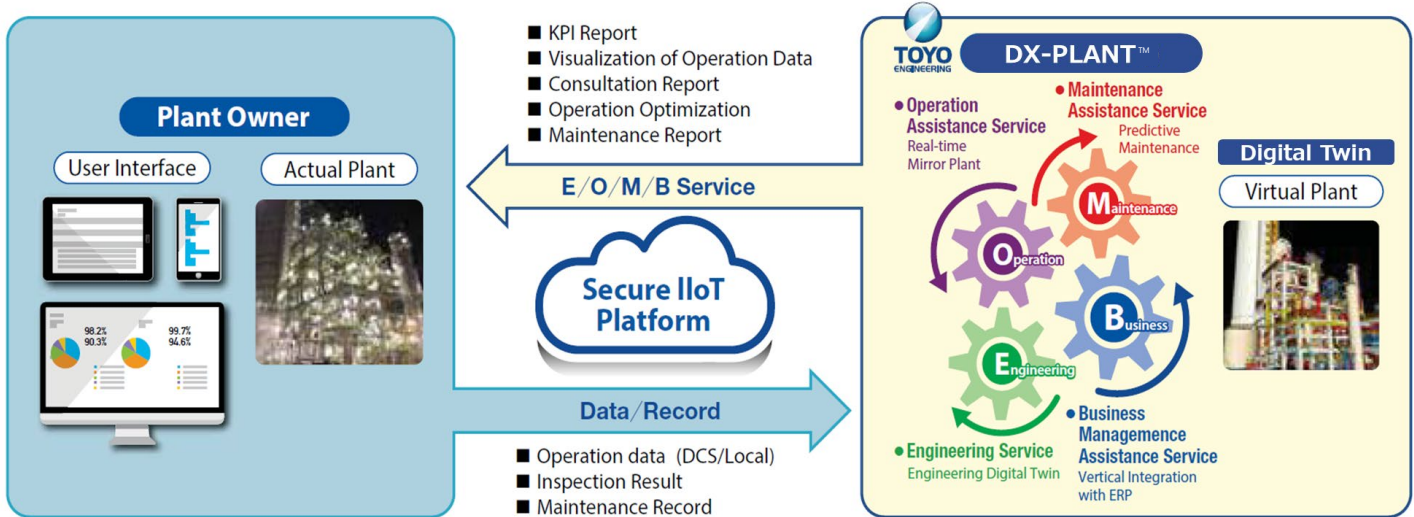 Plant Owner
User Interface
Actual Plant
98.2%
90.3%
99.7%
94.6%
■ KPI Report
■ Visualization of Operation Data
■ Consultation Report
■ Operation Optimization
■ Maintenance Report
E/O/M/B Service
Secure IIoT
Platform
Data/Record
■ Operation data (DCS/Local)
■ Inspection Result
■ Maintenance Record
TOYO
ENGINEERING
DX-PLANT™
• Operation
Assistance Service
Real-time
Mirror Plant
• Maintenance
Assistance Service
Predictive
Maintenance
Maintenance
Operation
Business
Engineering
Digital Twin
Virtual Plant
• Engineering Service
Engineering Digital Twin
• Business
Managemence
Assistance Service
Vertical Integration
with ERP